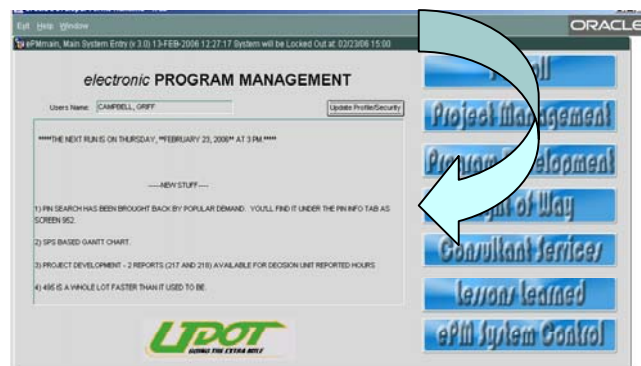 Exit Help Window
ORACLE
ePMmain, Main System Entry (v 3.0) 13-FEB-2006 12:27:17 System will be Locked Out at: 02/23/06 15:00
electronic PROGRAM MANAGEMENT
Users Name: CAMPBELL, GRIFF
Update Profile/Security
*****THE NEXT RUN IS ON THURSDAY, **FEBRUARY 23, 2006** AT 3 PM.*****
-----NEW STUFF-----
1) PIN SEARCH HAS BEEN BROUGHT BACK BY POPULAR DEMAND. YOU'LL FIND IT UNDER THE PIN INFO TAB AS
SCREEN 952.
2) SPS BASED GANTT CHART.
3) PROJECT DEVELOPMENT - 2 REPORTS (217 AND 218) AVAILABLE FOR DECISION UNIT REPORTED HOURS
4) 495 IS A WHOLE LOT FASTER THAN IT USED TO BE.
UDOT
GOING THE EXTRA MILE
Project Management
of Way
Consultant Services
lessons learned
ePM System Control